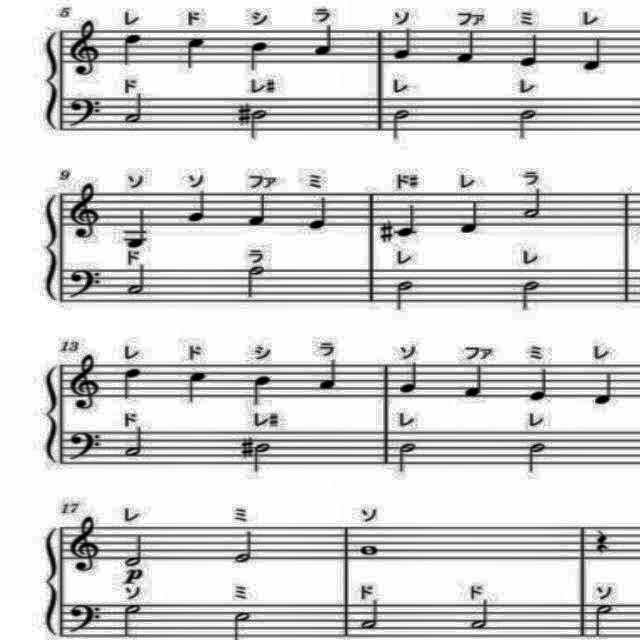 5
レ ド シ ラ ソ ファ ミ レ
ド レ# レ レ
9
ソ ソ ファ ミ ド# レ ラ
ド ラ レ レ
13
レ ド シ ラ ソ ファ ミ レ
ド レ# レ レ
17
レ ミ ソ
p
ソ ミ ド ド ソ